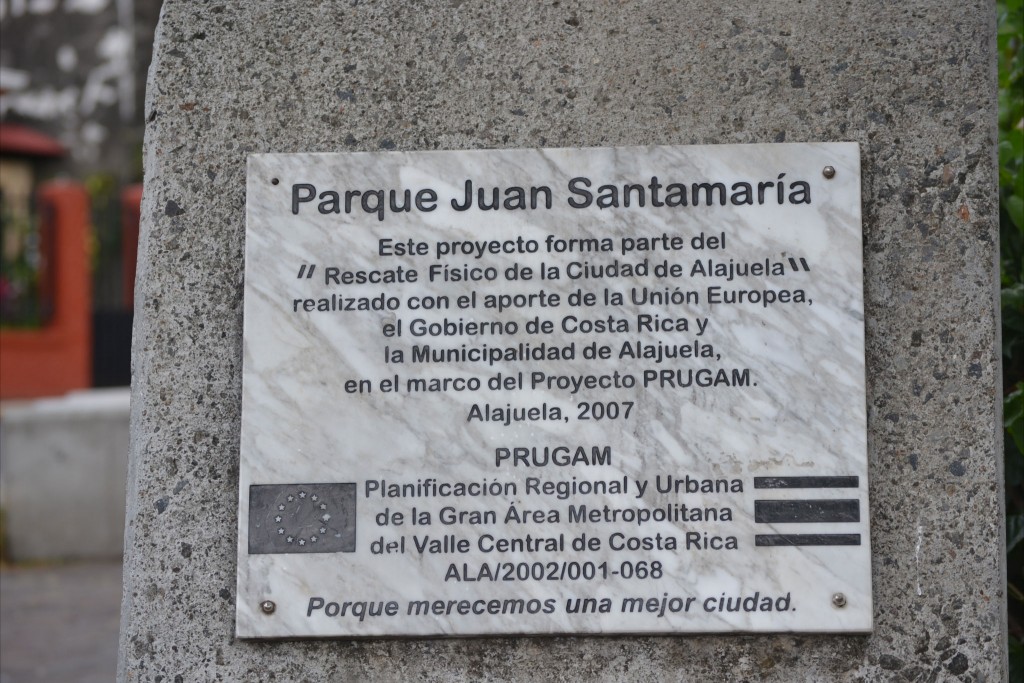 Parque Juan Santamaría
Este proyecto forma parte del
"Rescate Físico de la Ciudad de Alajuela"
realizado con el aporte de la Unión Europea,
el Gobierno de Costa Rica y
la Municipalidad de Alajuela,
en el marco del Proyecto PRUGAM.
Alajuela, 2007
PRUGAM
Planificación Regional y Urbana
de la Gran Área Metropolitana
del Valle Central de Costa Rica
ALA/2002/001-068
Porque merecemos una mejor ciudad.